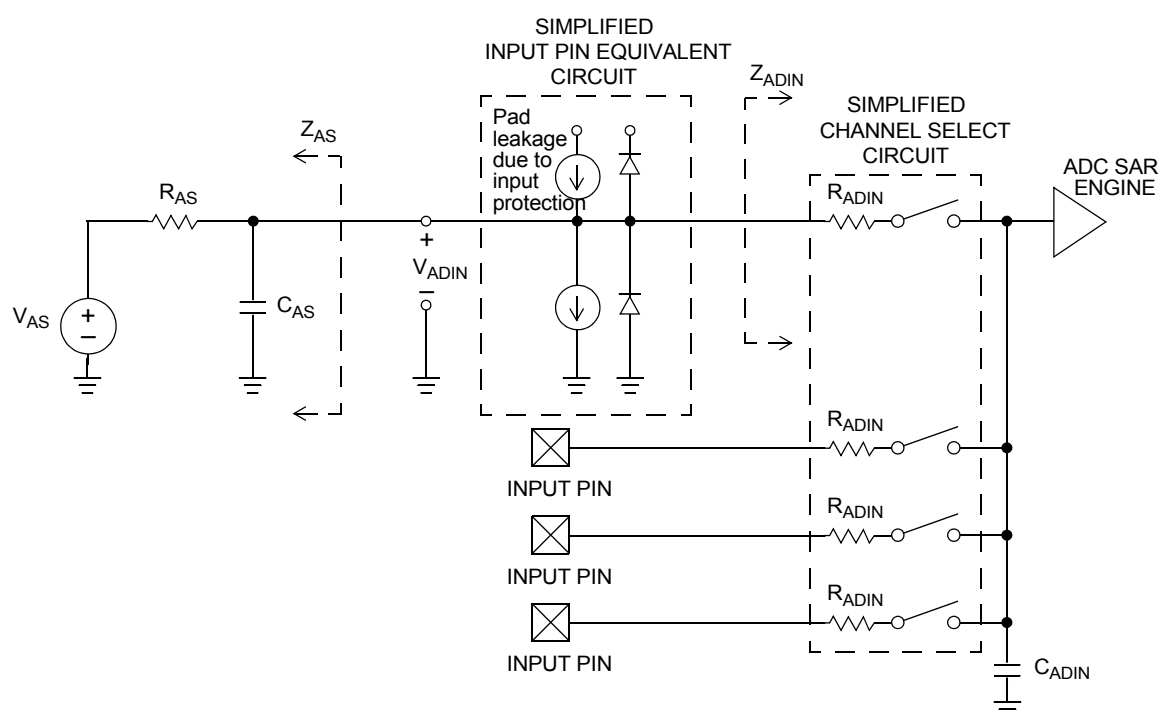 SIMPLIFIED
INPUT PIN EQUIVALENT
CIRCUIT
Pad
leakage
due to
input
protection
Z_AS
Z_ADIN
SIMPLIFIED
CHANNEL SELECT
CIRCUIT
ADC SAR
ENGINE
R_AS
R_ADIN
+
V_ADIN
–
C_AS
V_AS
+
–
R_ADIN
INPUT PIN
R_ADIN
INPUT PIN
R_ADIN
INPUT PIN
C_ADIN